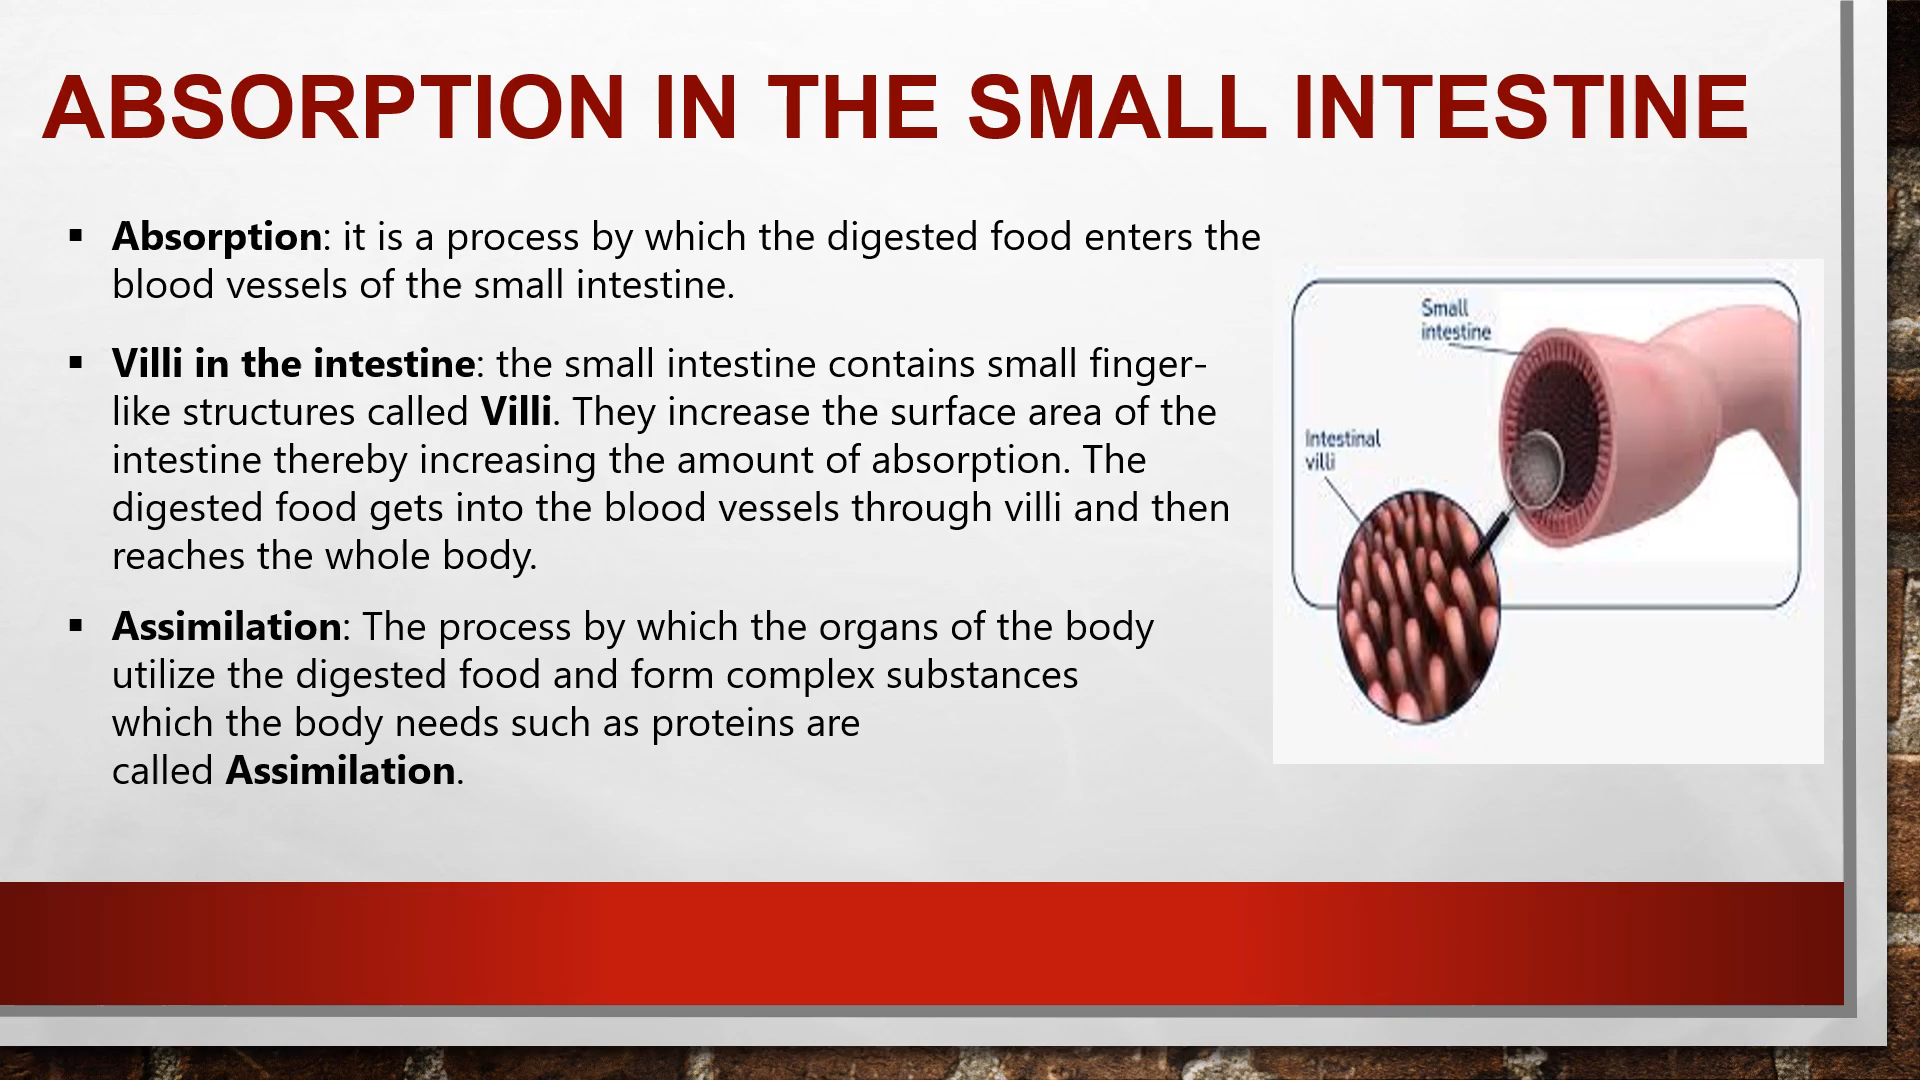 ABSORPTION IN THE SMALL INTESTINE
▪ Absorption: it is a process by which the digested food enters the
blood vessels of the small intestine.
▪ Villi in the intestine: the small intestine contains small finger-
like structures called Villi. They increase the surface area of the
intestine thereby increasing the amount of absorption. The
digested food gets into the blood vessels through villi and then
reaches the whole body.
▪ Assimilation: The process by which the organs of the body
utilize the digested food and form complex substances
which the body needs such as proteins are
called Assimilation.
Small
intestine
Intestinal
villi